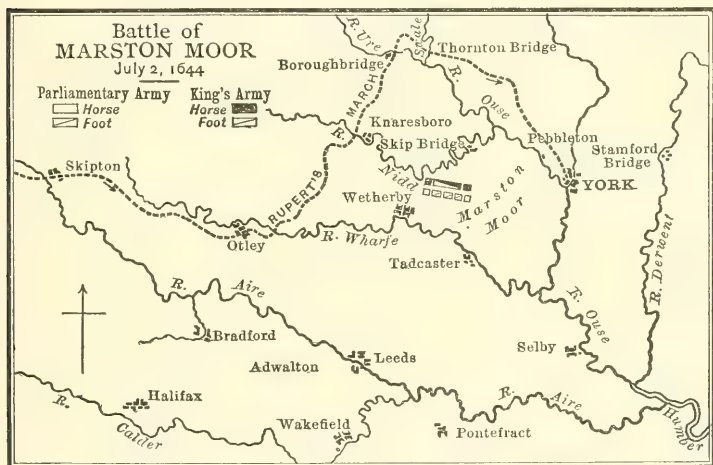 Battle of
MARSTON MOOR
July 2, 1644
Parliamentary Army King's Army
Horse Horse
Foot Foot
R. Ure
Swale
Thornton Bridge
Boroughbridge
R.
Ouse
MARCH
Knaresboro
R.
Skip Bridge
Nidd
Pebbleton
Stamford
Bridge
YORK
Skipton
RUPERT'S
Wetherby
Marston
Moor
Otley
R. Wharfe
Tadcaster
R. Derwent
R. Aire
R. Ouse
Bradford
Adwalton
Leeds
Selby
Halifax
R.
Calder
R. Aire
Humber
Wakefield
Pontefract